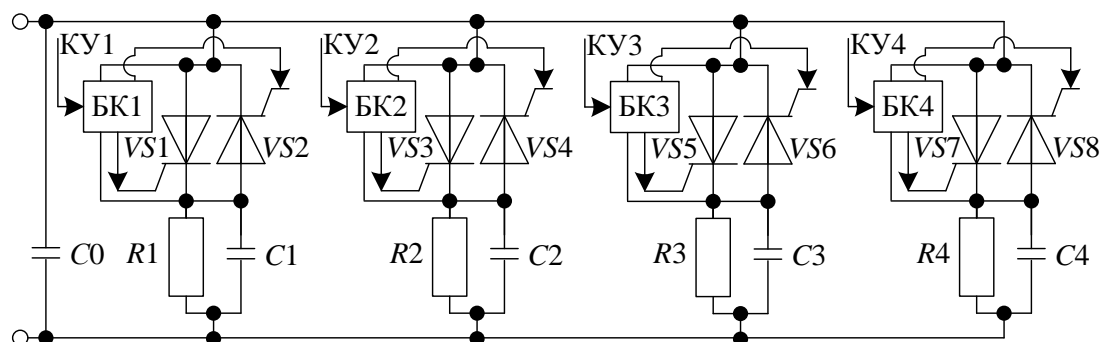 КУ1 КУ2 КУ3 КУ4
БК1 БК2 БК3 БК4
VS1 VS2 VS3 VS4 VS5 VS6 VS7 VS8
C0 R1 C1 R2 C2 R3 C3 R4 C4